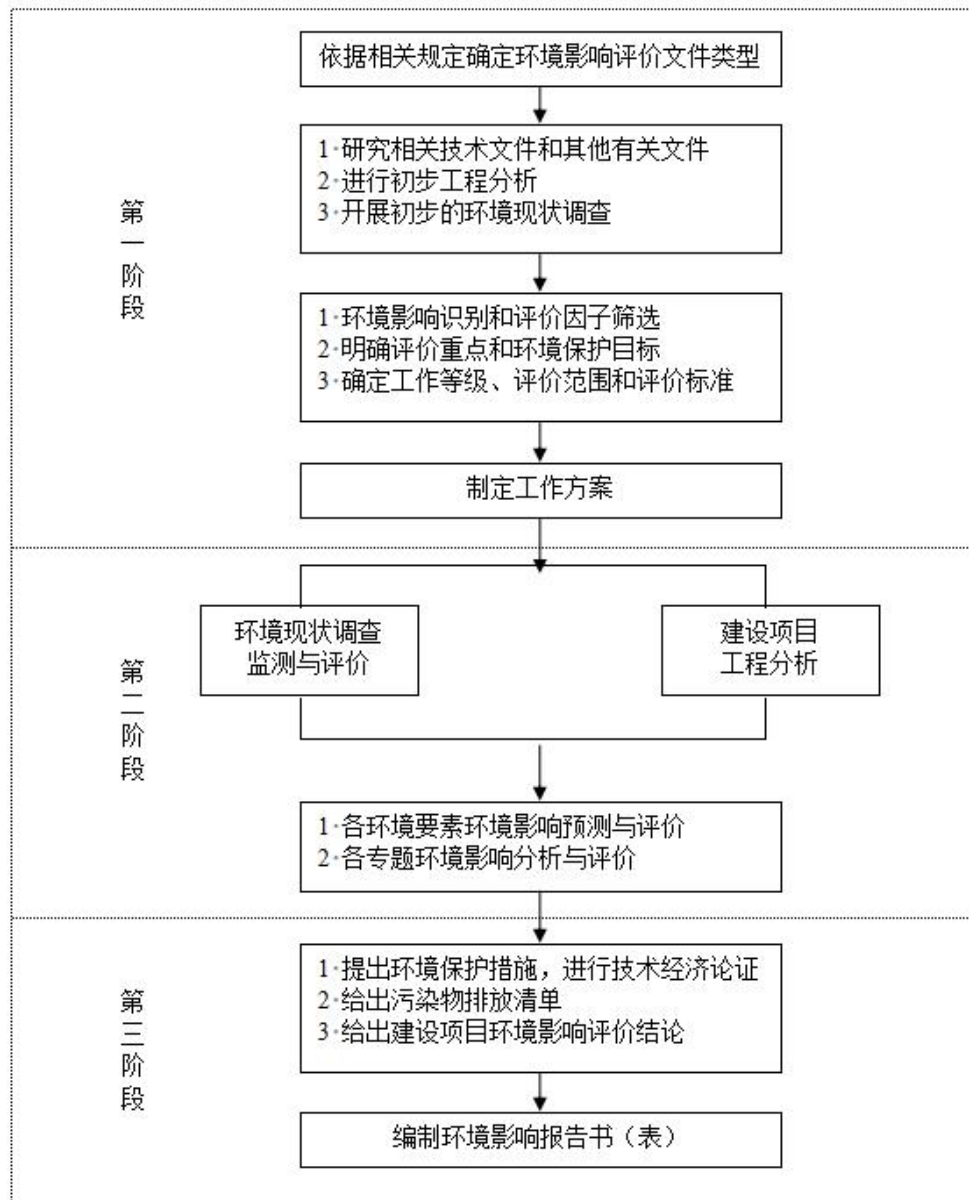 依据相关规定确定环境影响评价文件类型
第一阶段
1·研究相关技术文件和其他有关文件
2·进行初步工程分析
3·开展初步的环境现状调查
1·环境影响识别和评价因子筛选
2·明确评价重点和环境保护目标
3·确定工作等级、评价范围和评价标准
制定工作方案
第二阶段
环境现状调查
监测与评价
建设项目
工程分析
1·各环境要素环境影响预测与评价
2·各专题环境影响分析与评价
第三阶段
1·提出环境保护措施，进行技术经济论证
2·给出污染物排放清单
3·给出建设项目环境影响评价结论
编制环境影响报告书（表）